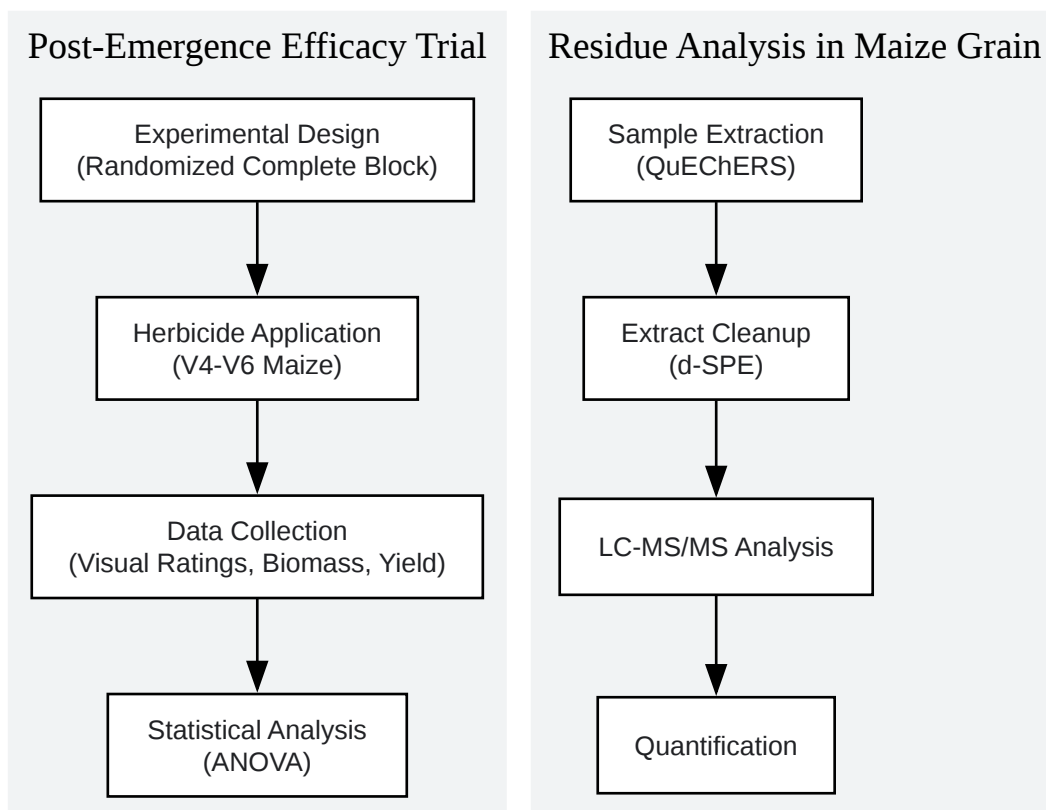 Post-Emergence Efficacy Trial
Experimental Design
(Randomized Complete Block)
Herbicide Application
(V4-V6 Maize)
Data Collection
(Visual Ratings, Biomass, Yield)
Statistical Analysis
(ANOVA)
Residue Analysis in Maize Grain
Sample Extraction
(QuEChERS)
Extract Cleanup
(d-SPE)
LC-MS/MS Analysis
Quantification